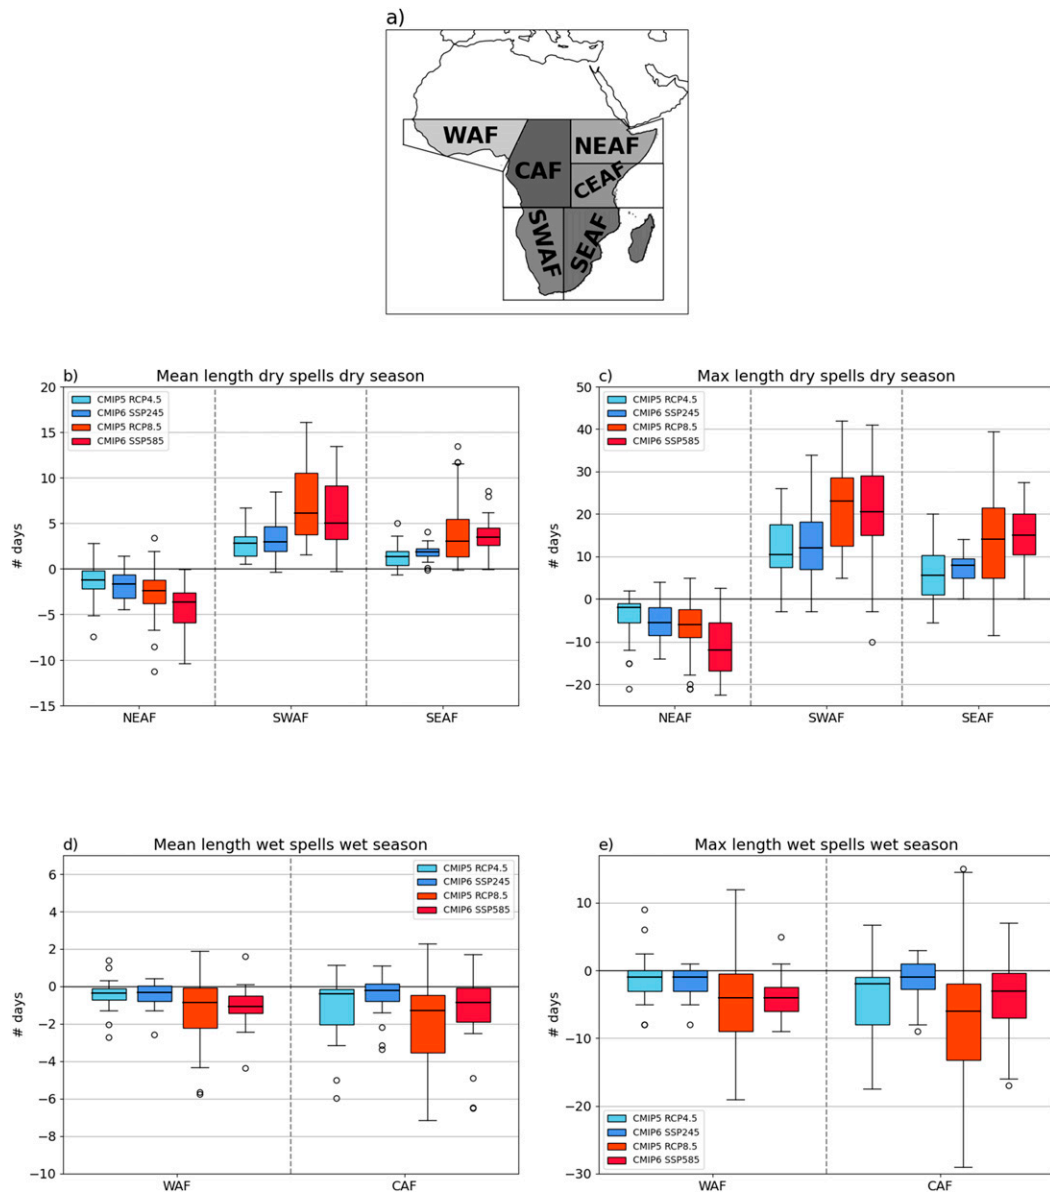 a)
WAF
NEAF
CAF
CEAF
SWAF
SEAF
b)
Mean length dry spells dry season
20
15
10
5
0
−5
−10
−15
# days
CMIP5 RCP4.5
CMIP6 SSP245
CMIP5 RCP8.5
CMIP6 SSP585
NEAF
SWAF
SEAF
c)
Max length dry spells dry season
50
40
30
20
10
0
−10
−20
# days
CMIP5 RCP4.5
CMIP6 SSP245
CMIP5 RCP8.5
CMIP6 SSP585
NEAF
SWAF
SEAF
d)
Mean length wet spells wet season
6
4
2
0
−2
−4
−6
−8
−10
# days
CMIP5 RCP4.5
CMIP6 SSP245
CMIP5 RCP8.5
CMIP6 SSP585
WAF
CAF
e)
Max length wet spells wet season
10
0
−10
−20
−30
# days
CMIP5 RCP4.5
CMIP6 SSP245
CMIP5 RCP8.5
CMIP6 SSP585
WAF
CAF